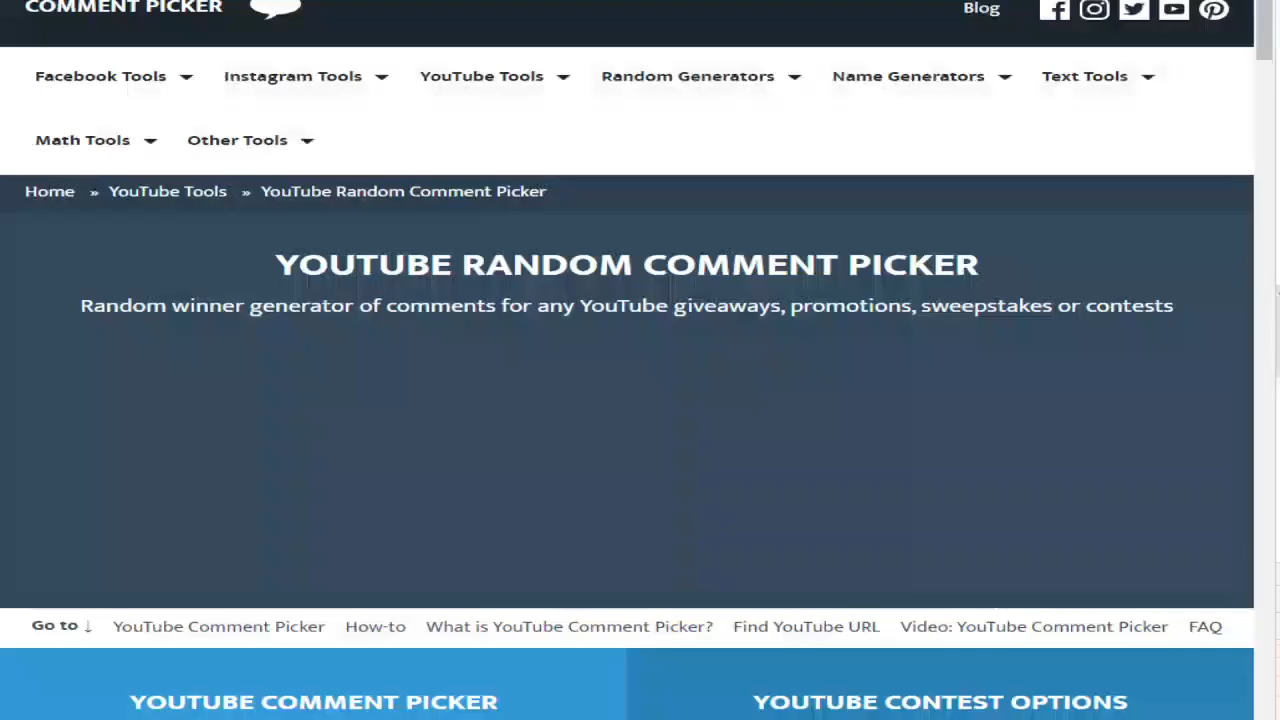 COMMENT PICKER
Blog
Facebook Tools Instagram Tools YouTube Tools Random Generators Name Generators Text Tools
Math Tools Other Tools
Home » YouTube Tools » YouTube Random Comment Picker
YOUTUBE RANDOM COMMENT PICKER
Random winner generator of comments for any YouTube giveaways, promotions, sweepstakes or contests
Go to ↓ YouTube Comment Picker How-to What is YouTube Comment Picker? Find YouTube URL Video: YouTube Comment Picker FAQ
YOUTUBE COMMENT PICKER YOUTUBE CONTEST OPTIONS